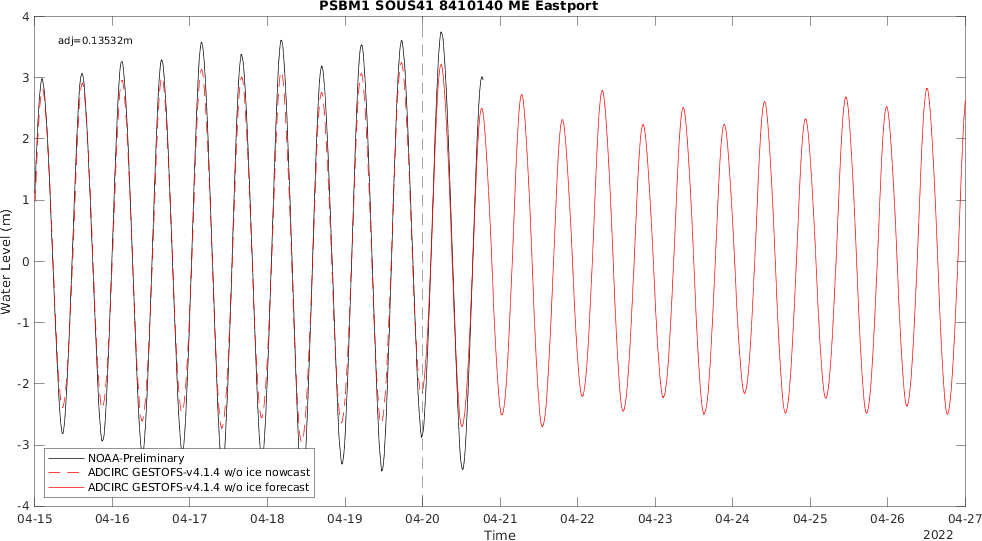 PSBM1 SOUS41 8410140 ME Eastport
adj=0.13532m
4
3
2
1
0
-1
-2
-3
-4
Water Level (m)
NOAA-Preliminary
ADCIRC GESTOFS-v4.1.4 w/o ice nowcast
ADCIRC GESTOFS-v4.1.4 w/o ice forecast
04-15 04-16 04-17 04-18 04-19 04-20 04-21 04-22 04-23 04-24 04-25 04-26 04-27
Time
2022